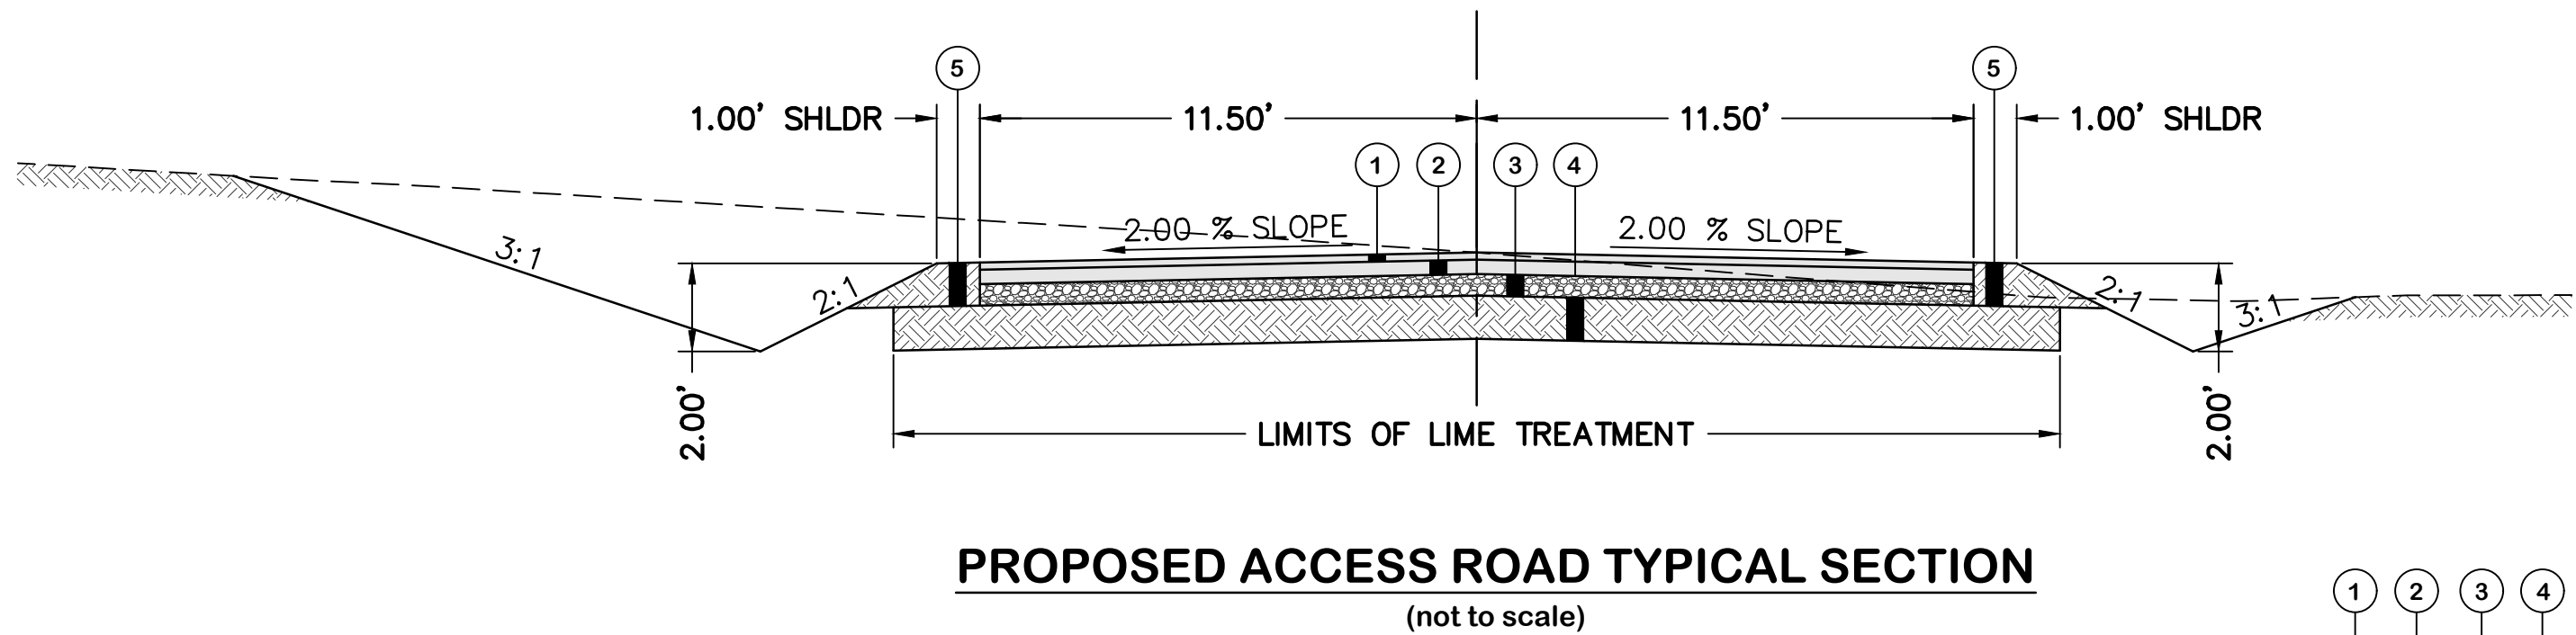 5 5
1.00' SHLDR 11.50' 11.50' 1.00' SHLDR
1 2 3 4
2.00 % SLOPE 2.00 % SLOPE
3:1 2:1 2:1 3:1
2.00' LIMITS OF LIME TREATMENT 2.00'
PROPOSED ACCESS ROAD TYPICAL SECTION
(not to scale)
1 2 3 4